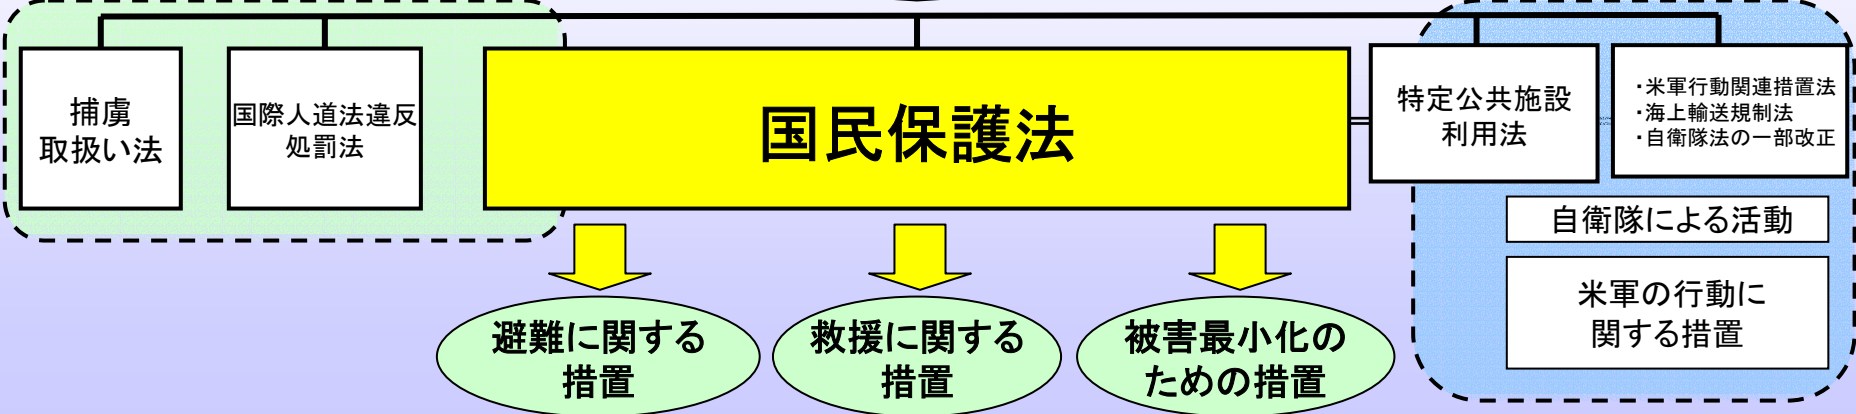 捕虜
取扱い法
国際人道法違反
処罰法
国民保護法
特定公共施設
利用法
・米軍行動関連措置法
・海上輸送規制法
・自衛隊法の一部改正
自衛隊による活動
米軍の行動に
関する措置
避難に関する
措置
救援に関する
措置
被害最小化の
ための措置